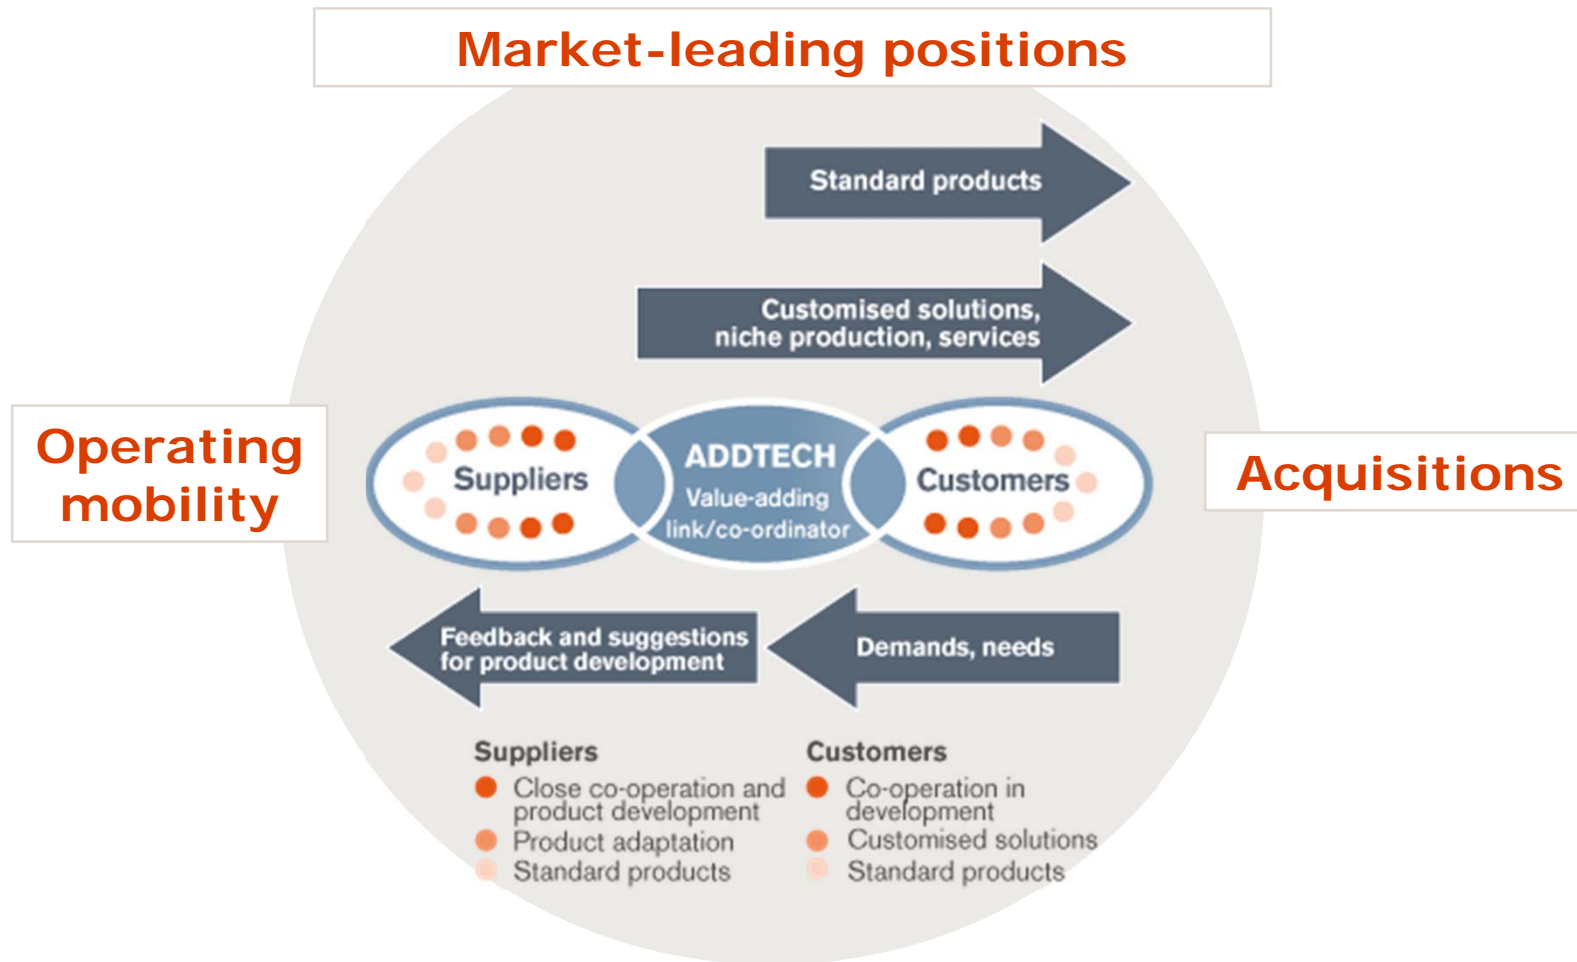 Market-leading positions
Standard products
Customised solutions,
niche production, services
Operating
mobility
Suppliers
ADDTECH
Value-adding
link/co-ordinator
Customers
Acquisitions
Feedback and suggestions
for product development
Demands, needs
Suppliers
Close co-operation and
product development
Product adaptation
Standard products
Customers
Co-operation in
development
Customised solutions
Standard products